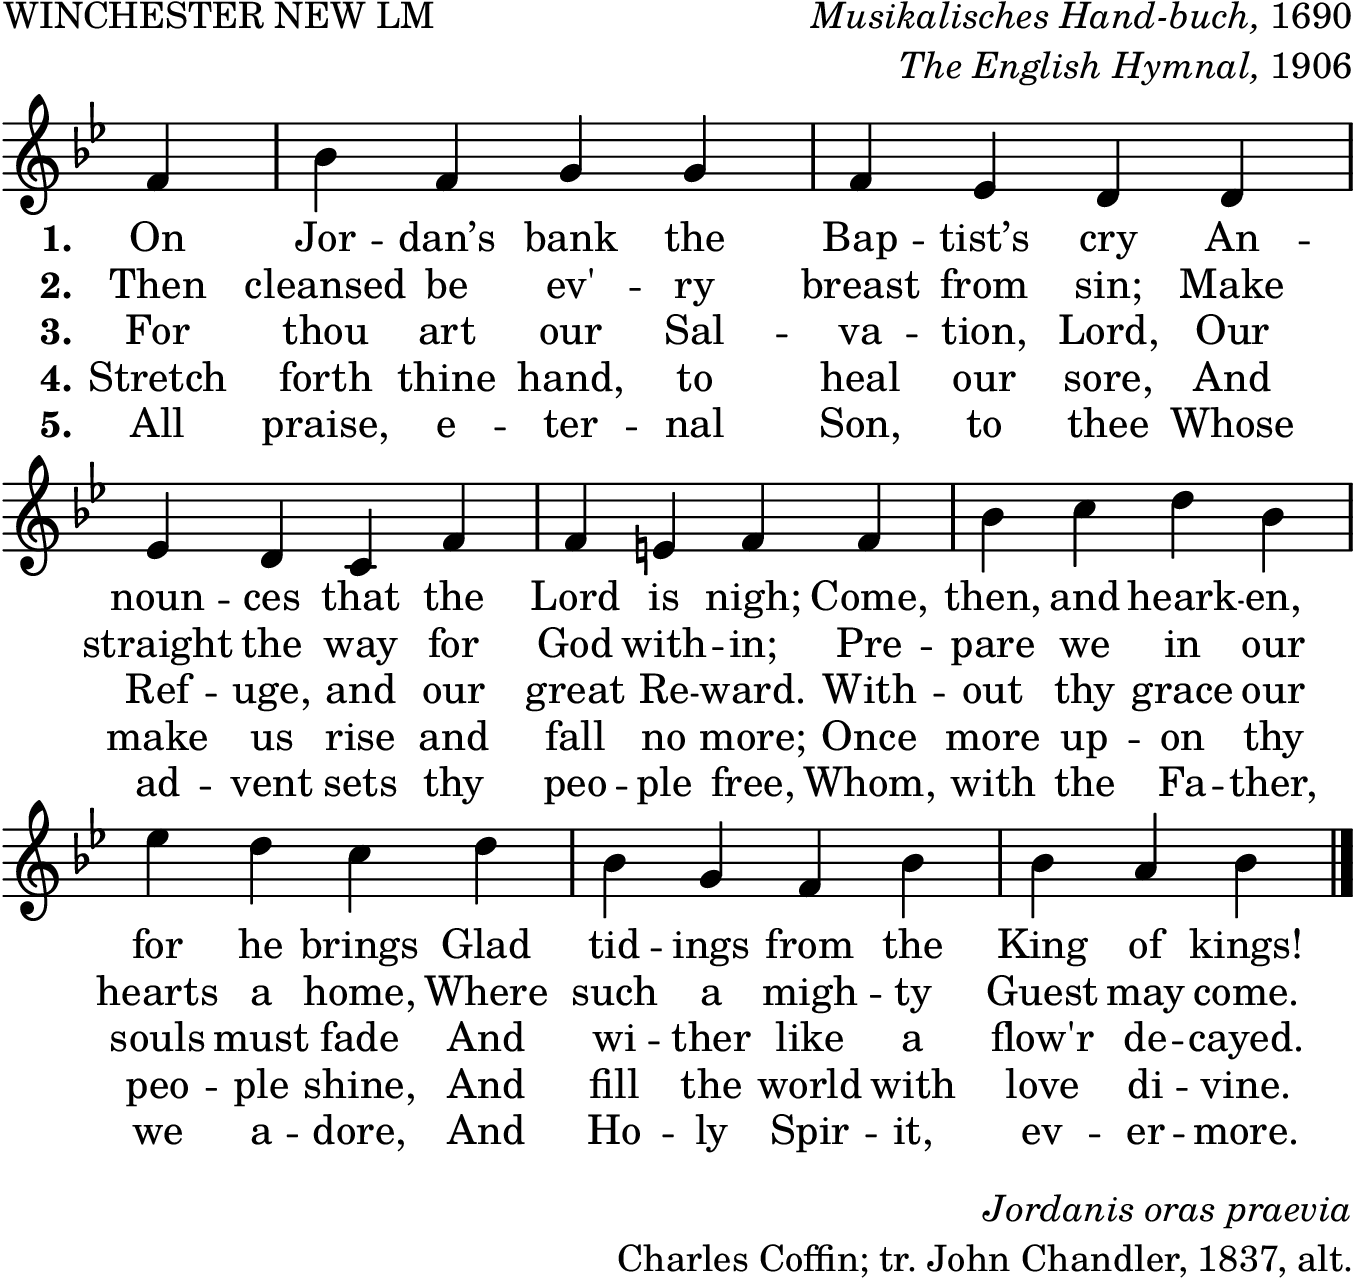 WINCHESTER NEW LM Musikalisches Hand-buch, 1690
The English Hymnal, 1906
1. On Jor -- dan’s bank the Bap -- tist’s cry An --
2. Then cleansed be ev' -- ry breast from sin; Make
3. For thou art our Sal -- va -- tion, Lord, Our
4. Stretch forth thine hand, to heal our sore, And
5. All praise, e -- ter -- nal Son, to thee Whose
noun -- ces that the Lord is nigh; Come, then, and heark -- en,
straight the way for God with -- in; Pre -- pare we in our
Ref -- uge, and our great Re -- ward. With -- out thy grace our
make us rise and fall no more; Once more up -- on thy
ad -- vent sets thy peo -- ple free, Whom, with the Fa -- ther,
for he brings Glad tid -- ings from the King of kings!
hearts a home, Where such a migh -- ty Guest may come.
souls must fade And wi -- ther like a flow'r de -- cayed.
peo -- ple shine, And fill the world with love di -- vine.
we a -- dore, And Ho -- ly Spir -- it, ev -- er -- more.
Jordanis oras praevia
Charles Coffin; tr. John Chandler, 1837, alt.